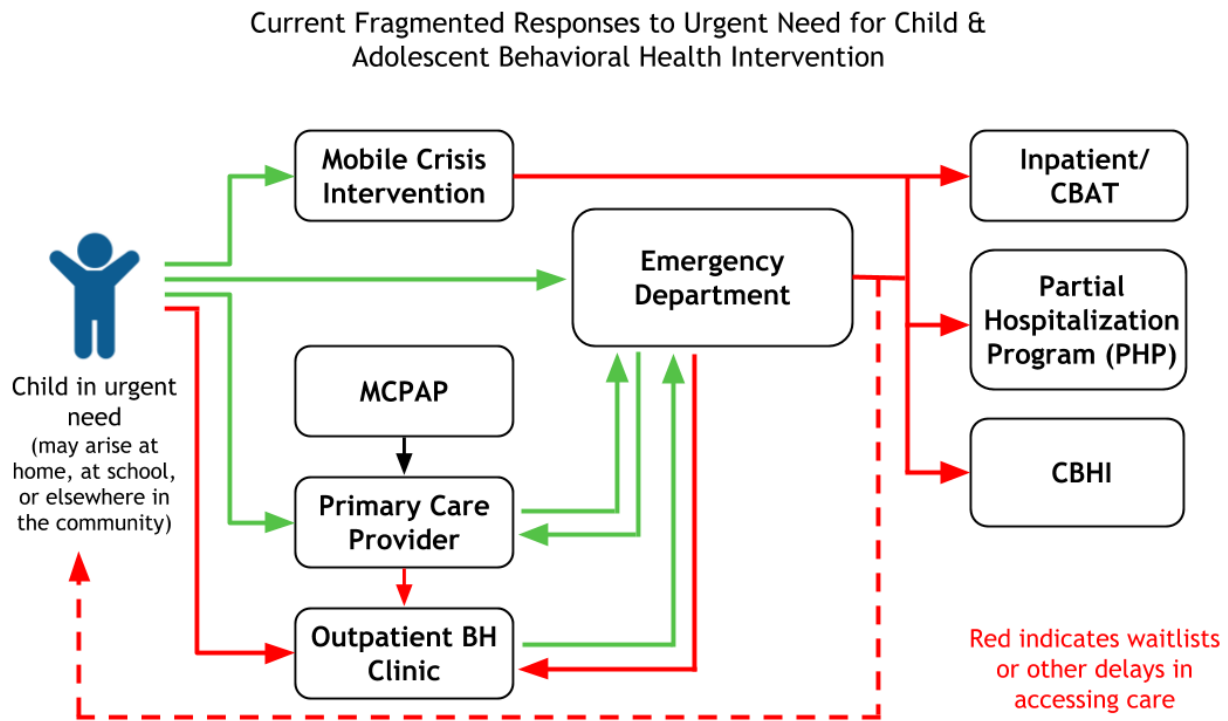 Current Fragmented Responses to Urgent Need for Child &
Adolescent Behavioral Health Intervention
Mobile Crisis
Intervention
Inpatient/
CBAT
Emergency
Department
Partial
Hospitalization
Program (PHP)
Child in urgent
need
(may arise at
home, at school,
or elsewhere in
the community)
MCPAP
CBHI
Primary Care
Provider
Outpatient BH
Clinic
Red indicates waitlists
or other delays in
accessing care